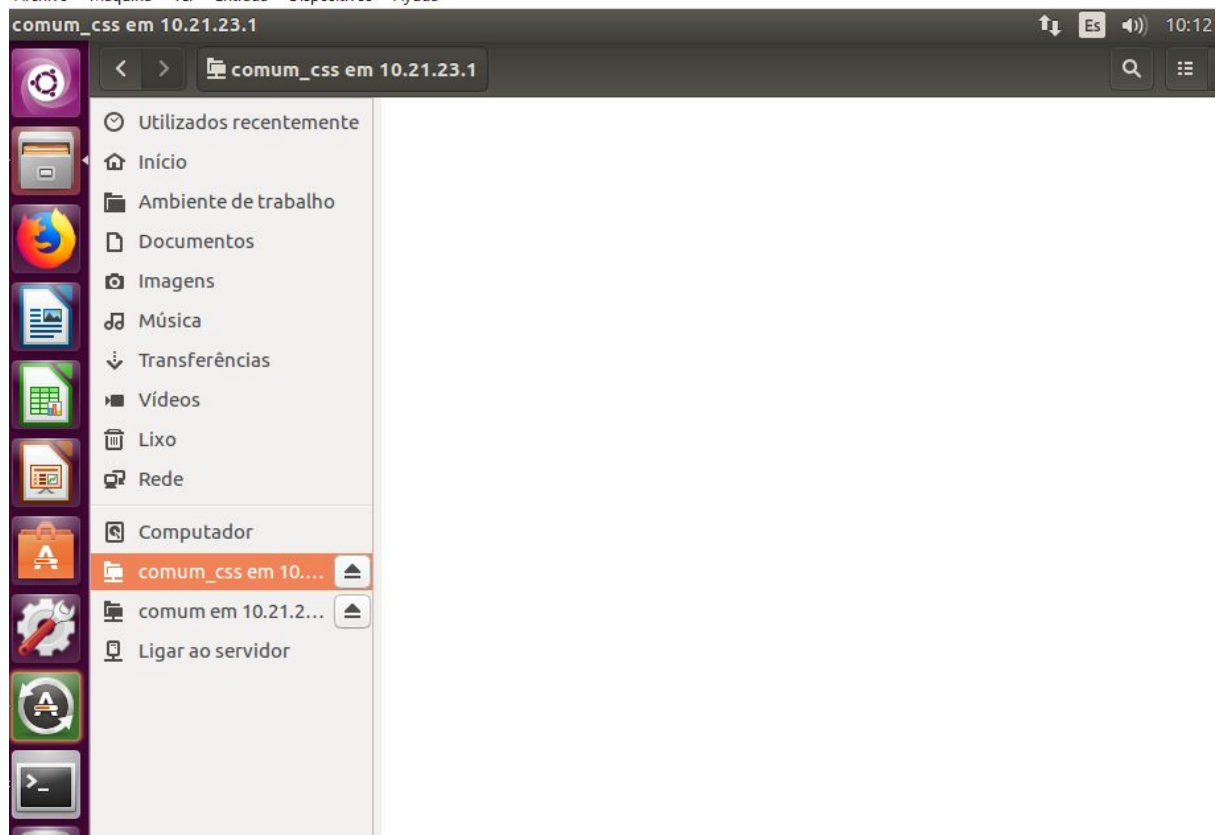 comum_css em 10.21.23.1
Es
10:12
comum_css em 10.21.23.1
Utilizados recentemente
Início
Ambiente de trabalho
Documentos
Imagens
Música
Transferências
Vídeos
Lixo
Rede
Computador
comum_css em 10....
comum em 10.21.2...
Ligar ao servidor